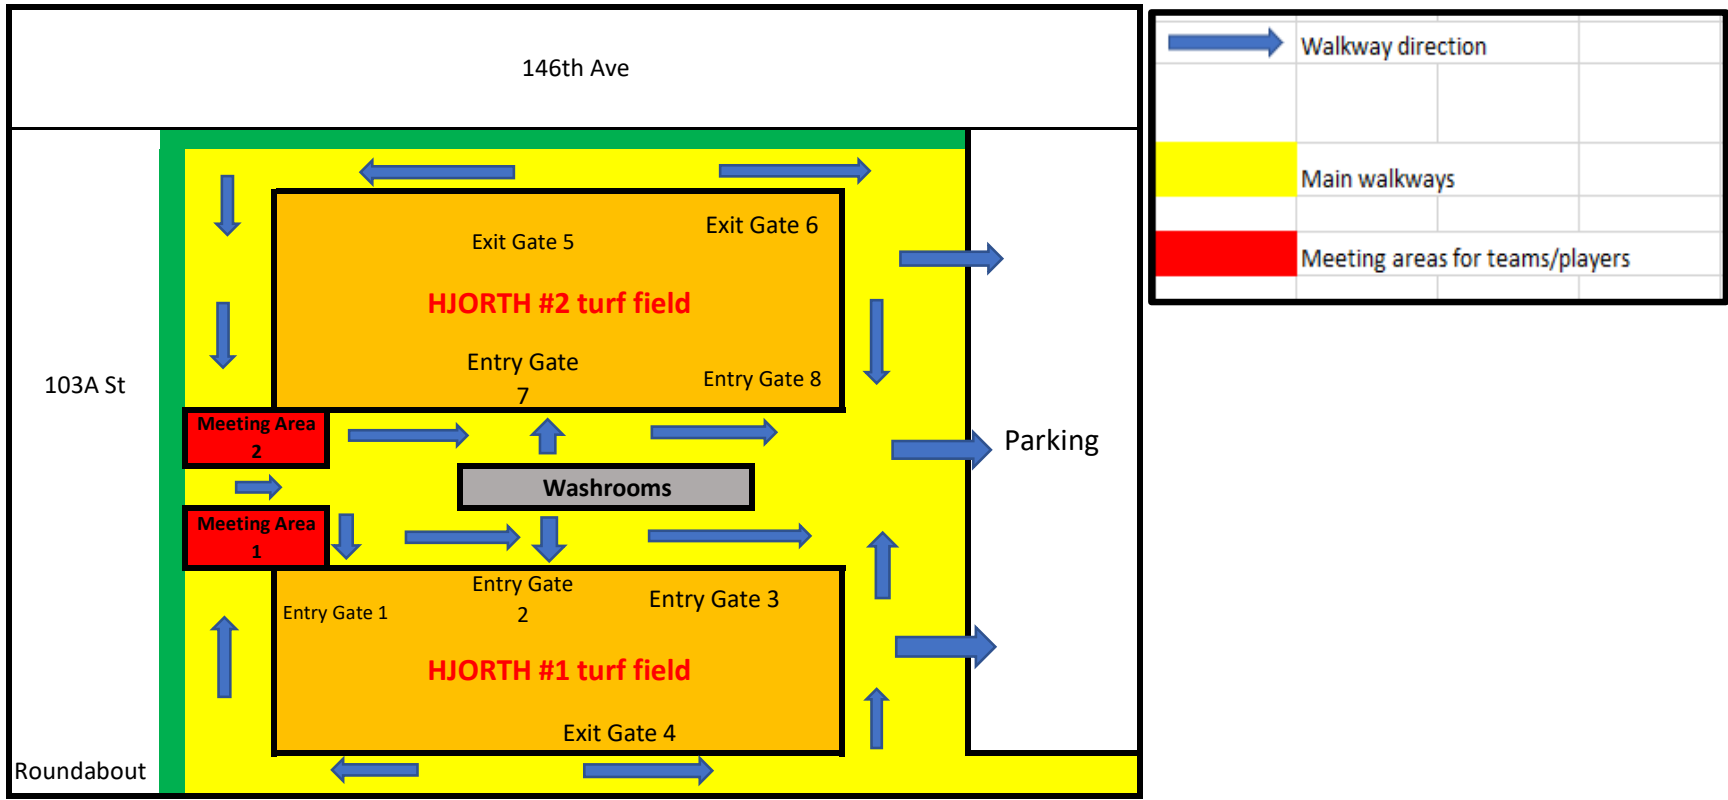 146th Ave
Walkway direction
Main walkways
Meeting areas for teams/players
Exit Gate 5
Exit Gate 6
HJORTH #2 turf field
Entry Gate
7
Entry Gate 8
103A St
Meeting Area
2
Parking
Washrooms
Meeting Area
1
Entry Gate 1
Entry Gate
2
Entry Gate 3
HJORTH #1 turf field
Exit Gate 4
Roundabout